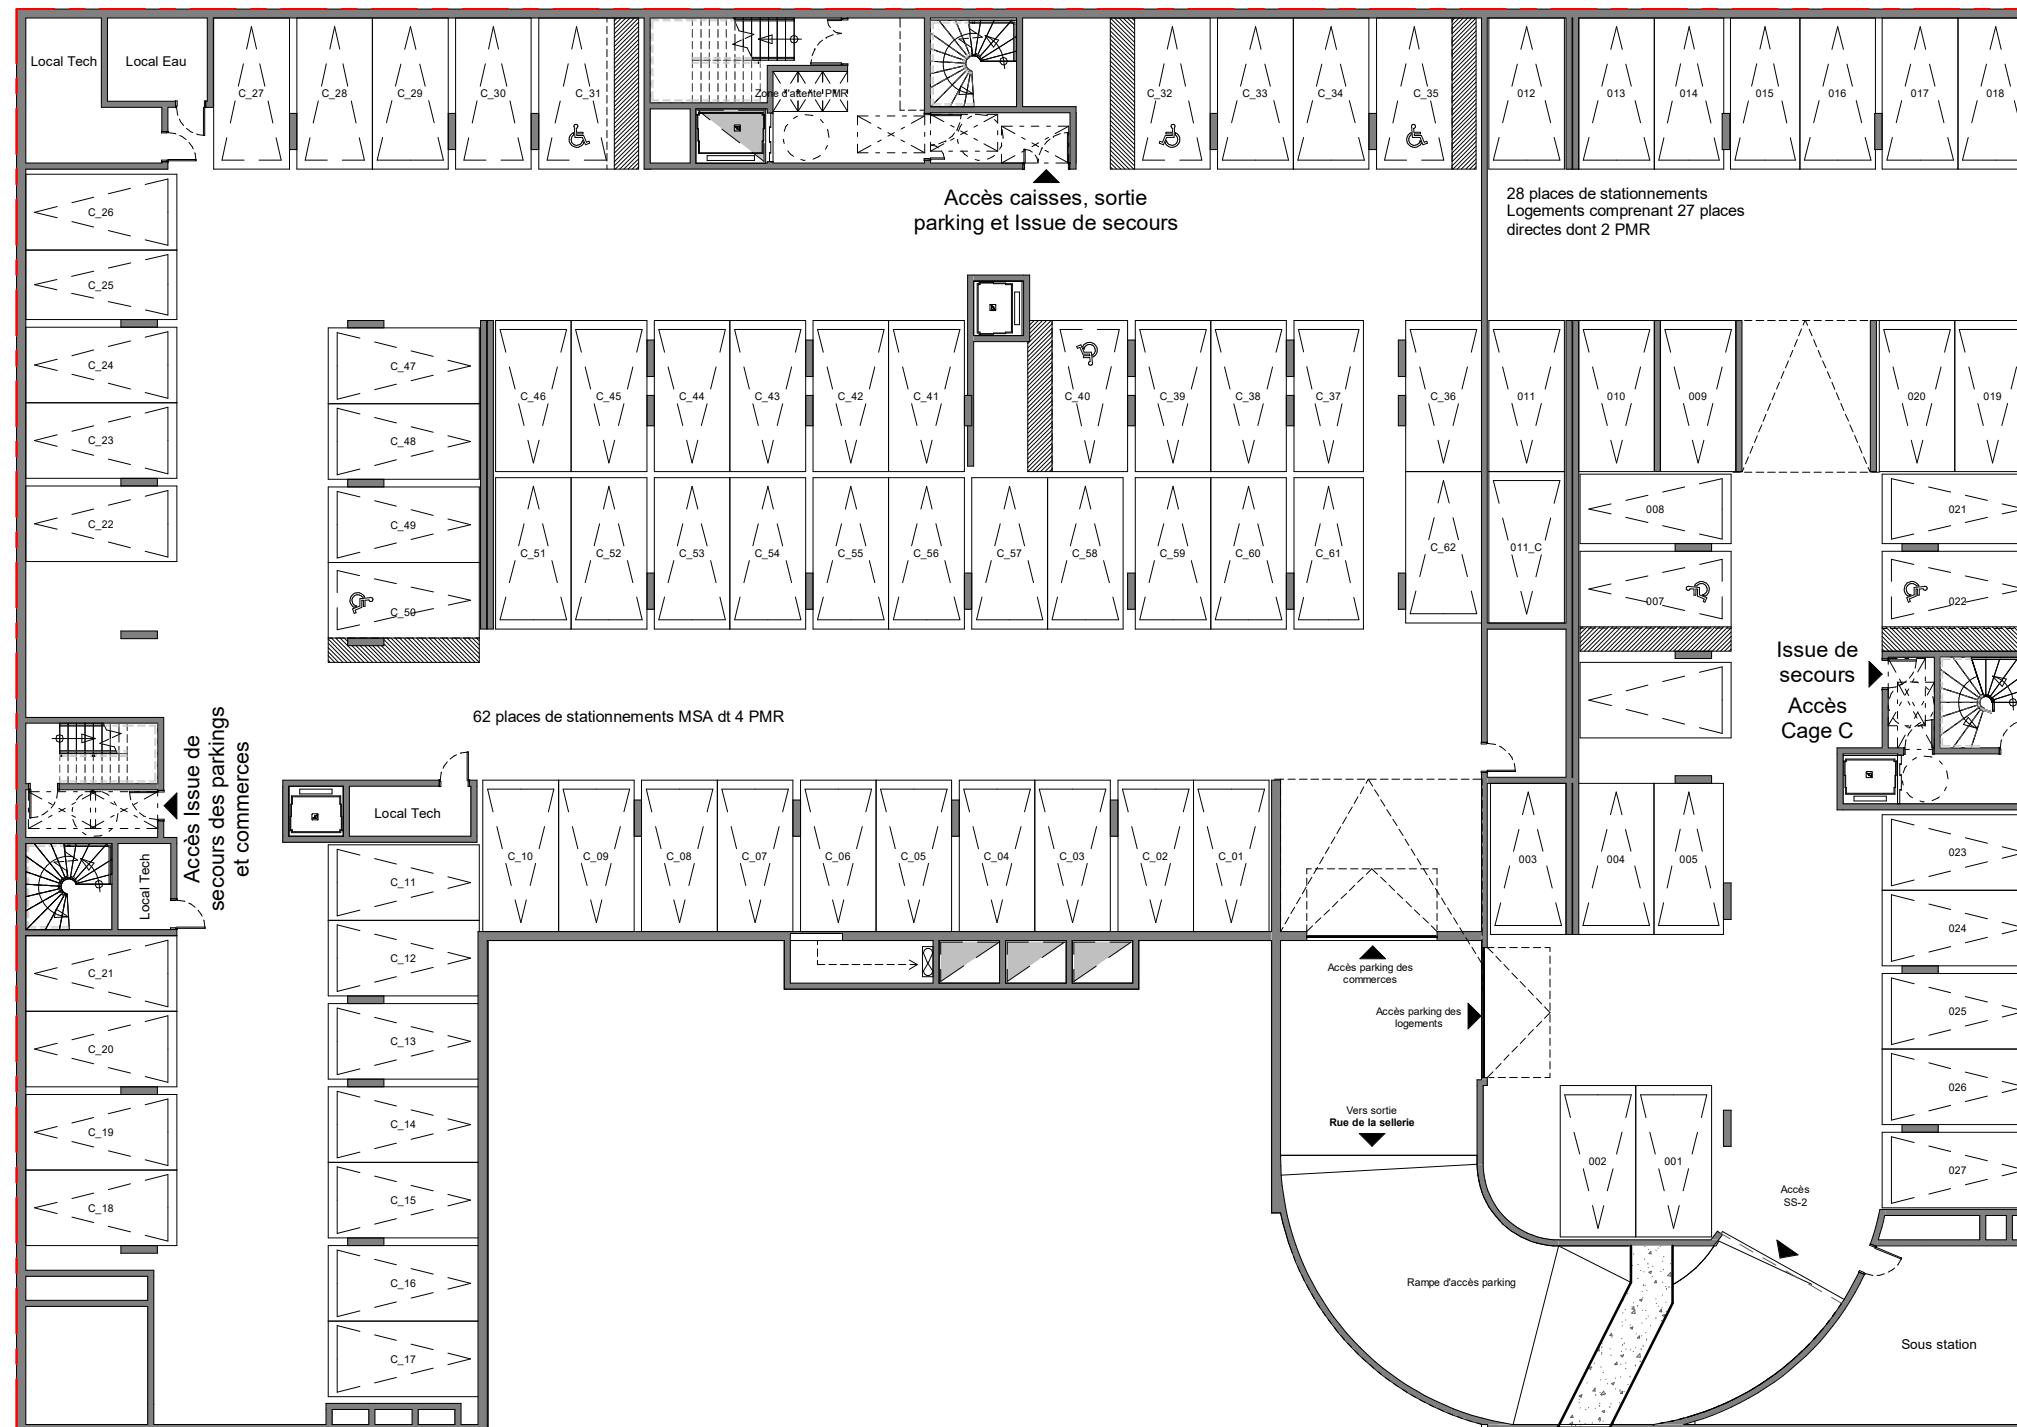 Local Tech
Local Eau
C_27
C_28
C_29
C_30
C_31
Zone d'attente PMR
C_32
C_33
C_34
C_35
012
013
014
015
016
017
018
Accès caisses, sortie
parking et Issue de secours
28 places de stationnements
Logements comprenant 27 places
directes dont 2 PMR
C_26
C_25
C_24
C_23
C_22
C_47
C_48
C_49
C_50
C_46
C_45
C_44
C_43
C_42
C_41
C_40
C_39
C_38
C_37
C_36
011
010
009
020
019
C_51
C_52
C_53
C_54
C_55
C_56
C_57
C_58
C_59
C_60
C_61
C_62
011_C
008
007
021
022
Issue de
secours
Accès
Cage C
62 places de stationnements MSA dt 4 PMR
Accès Issue de
secours des parkings
et commerces
Local Tech
Local Tech
C_10
C_09
C_08
C_07
C_06
C_05
C_04
C_03
C_02
C_01
003
004
005
023
024
025
026
027
C_11
C_12
C_13
C_14
C_15
C_16
C_17
C_21
C_20
C_19
C_18
Accès parking des
commerces
Accès parking des
logements
Vers sortie
Rue de la sellerie
002
001
Accès
SS-2
Rampe d'accès parking
Sous station